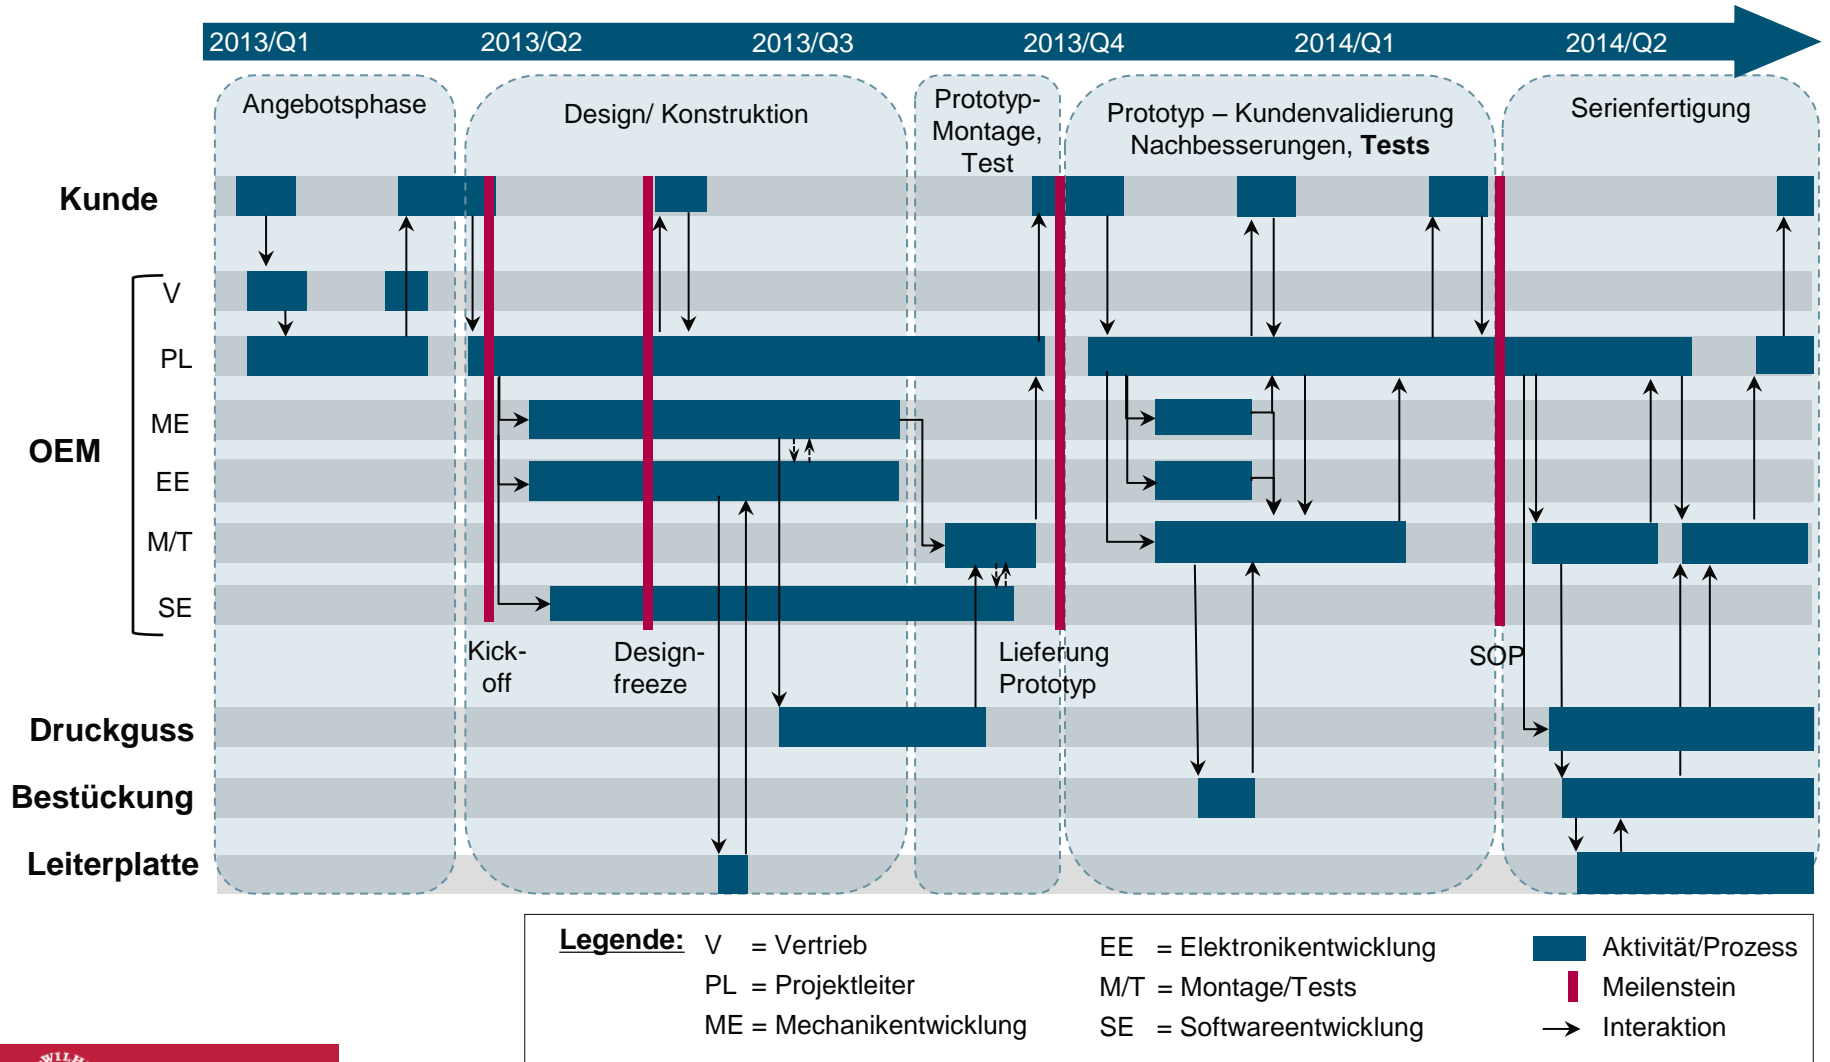 2013/Q1 2013/Q2 2013/Q3 2013/Q4 2014/Q1 2014/Q2
Angebotsphase
Design/ Konstruktion
Prototyp-
Montage,
Test
Prototyp – Kundenvalidierung
Nachbesserungen, Tests
Serienfertigung
Kunde
OEM
V
PL
ME
EE
M/T
SE
Kick-
off
Design-
freeze
Lieferung
Prototyp
SOP
Druckguss
Bestückung
Leiterplatte
Legende:
V = Vertrieb
PL = Projektleiter
ME = Mechanikentwicklung
EE = Elektronikentwicklung
M/T = Montage/Tests
SE = Softwareentwicklung
Aktivität/Prozess
Meilenstein
Interaktion